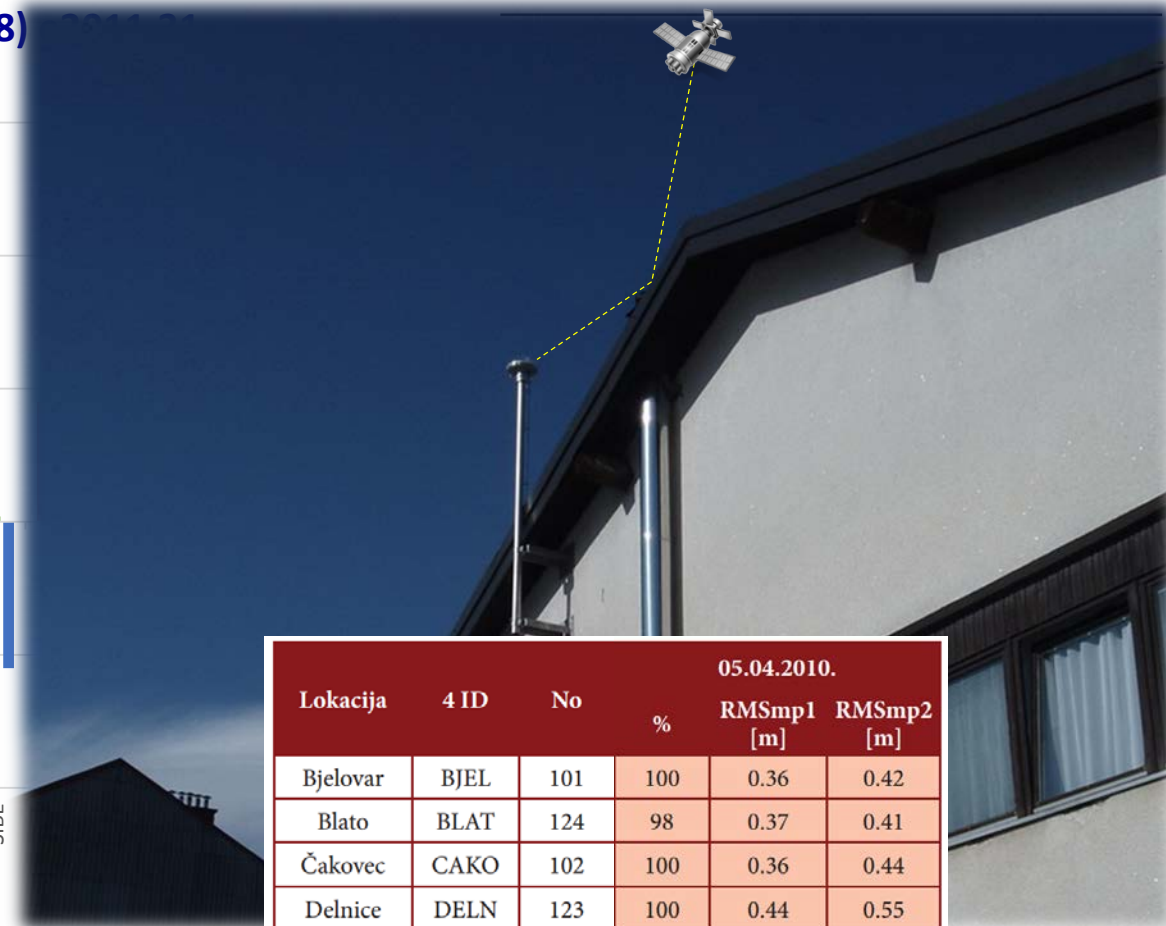 8) 2011-21
Lokacija 4 ID No % 05.04.2010.
RMSmp1 [m] RMSmp2 [m]
Bjelovar BJEL 101 100 0.36 0.42
Blato BLAT 124 98 0.37 0.41
Čakovec CAKO 102 100 0.36 0.44
Delnice DELN 123 100 0.44 0.55